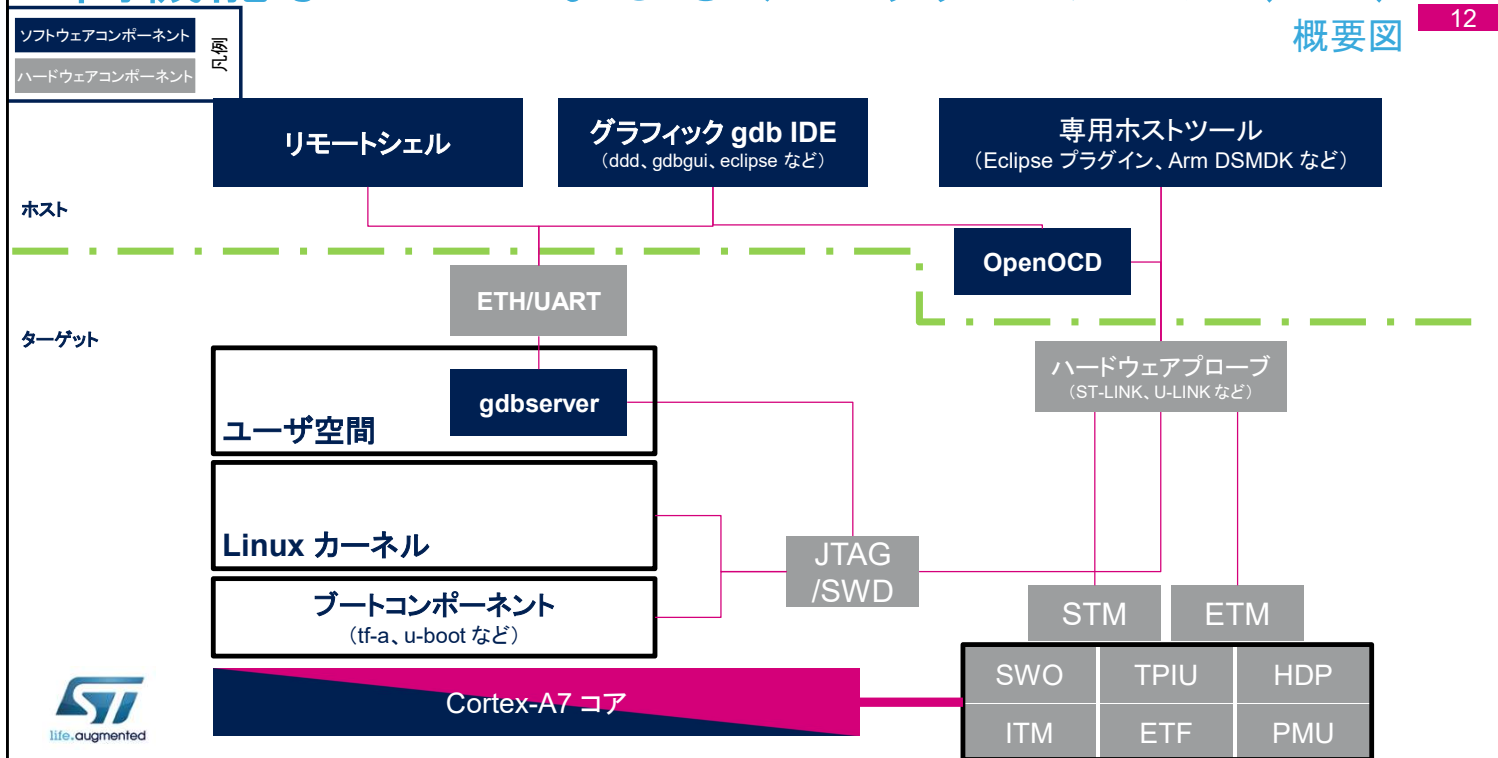 概要図
12
ソフトウェアコンポーネント
ハードウェアコンポーネント
凡例
リモートシェル
グラフィック gdb IDE
(ddd、gdbgui、eclipse など)
専用ホストツール
(Eclipse プラグイン、Arm DSMDK など)
ホスト
OpenOCD
ETH/UART
ターゲット
ハードウェアプローブ
(ST-LINK、U-LINK など)
gdbserver
ユーザ空間
Linux カーネル
JTAG
/SWD
ブートコンポーネント
(tf-a、u-boot など)
STM
ETM
Cortex-A7 コア
SWO
TPIU
HDP
ITM
ETF
PMU
ST
life.augmented